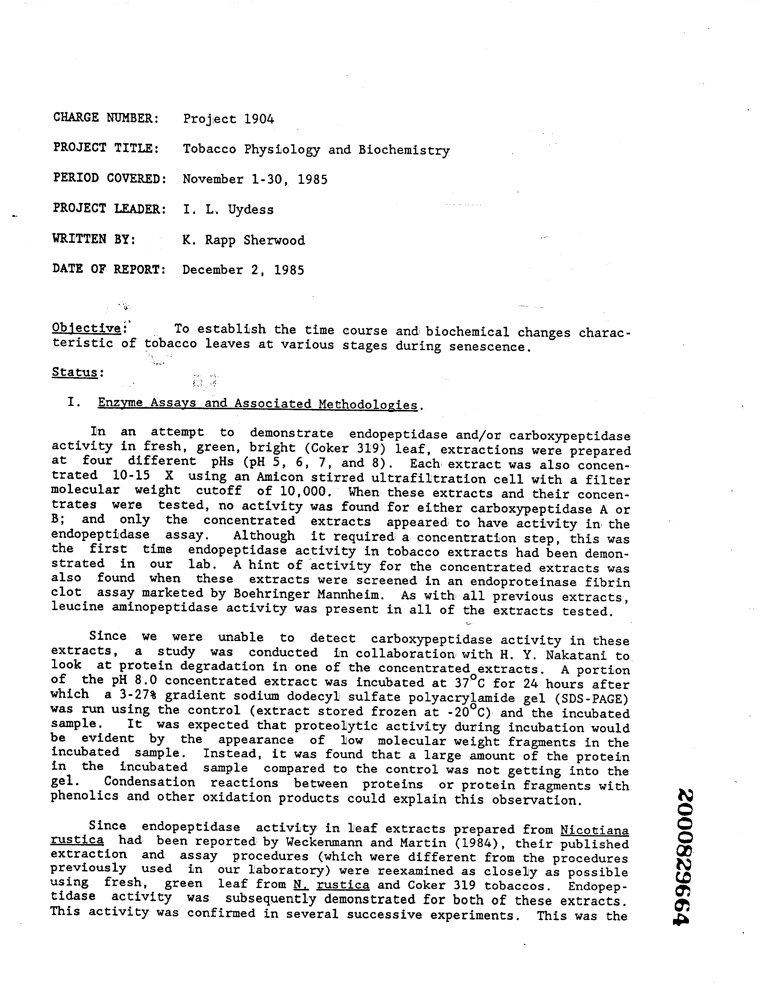 CHARGE NUMBER: Project 1904
PROJECT TITLE: Tobacco Physiology and Biochemistry
PERIOD COVERED: November 1-30, 1985
PROJECT LEADER: I. L. Uydess
WRITTEN BY: K. Rapp Sherwood
DATE OF REPORT: December 2, 1985
Objective: To establish the time course and biochemical changes charac-
teristic of tobacco leaves at various stages during senescence.
Status:
I. Enzyme Assays and Associated Methodologies.
In an attempt to demonstrate endopeptidase and/or carboxypeptidase
activity in fresh, green, bright (Coker 319) leaf, extractions were prepared
at four different pHs (pH 5, 6, 7, and 8). Each extract was also concen-
trated 10-15 X using an Amicon stirred ultrafiltration cell with a filter
molecular weight cutoff of 10,000. When these extracts and their concen-
trates were tested, no activity was found for either carboxypeptidase A or
B; and only the concentrated extracts appeared to have activity in the
endopeptidase assay. Although it required a concentration step, this was
the first time endopeptidase activity in tobacco extracts had been demon-
strated in our lab. A hint of activity for the concentrated extracts was
also found when these extracts were screened in an endoproteinase fibrin
clot assay marketed by Boehringer Mannheim. As with all previous extracts,
leucine aminopeptidase activity was present in all of the extracts tested.
Since we were unable to detect carboxypeptidase activity in these
extracts, a study was conducted in collaboration with H. Y. Nakatani to
look at protein degradation in one of the concentrated extracts. A portion
of the pH 8.0 concentrated extract was incubated at 37°C for 24 hours after
which a 3-27% gradient sodium dodecyl sulfate polyacrylamide gel (SDS-PAGE)
was run using the control (extract stored frozen at -20°C) and the incubated
sample. It was expected that proteolytic activity during incubation would
be evident by the appearance of low molecular weight fragments in the
incubated sample. Instead, it was found that a large amount of the protein
in the incubated sample compared to the control was not getting into the
gel. Condensation reactions between proteins or protein fragments with
phenolics and other oxidation products could explain this observation.
Since endopeptidase activity in leaf extracts prepared from Nicotiana
rustica had been reported by Weckenmann and Martin (1984), their published
extraction and assay procedures (which were different from the procedures
previously used in our laboratory) were reexamined as closely as possible
using fresh, green leaf from N. rustica and Coker 319 tobaccos. Endopep-
tidase activity was subsequently demonstrated for both of these extracts.
This activity was confirmed in several successive experiments. This was the
2000829664